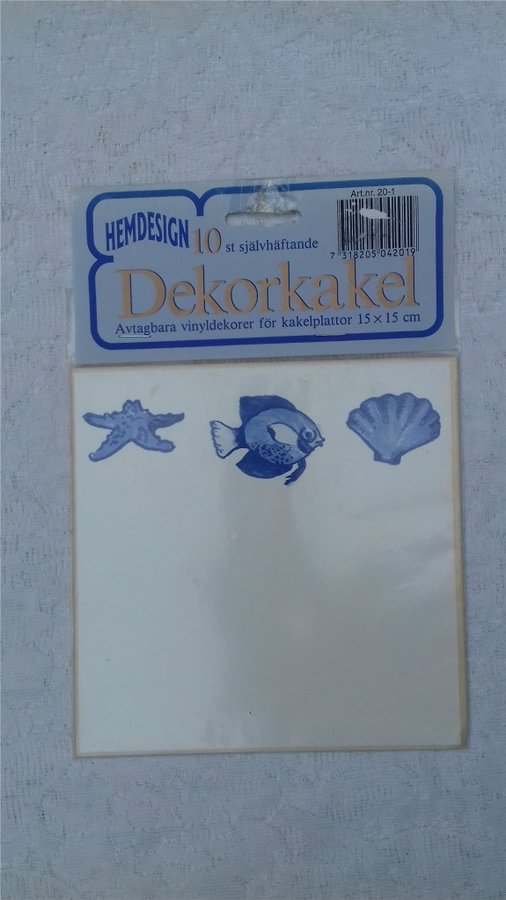 Art.nr. 20-1
HEMDESIGN
10 st självhäftande
7 318205 042019
Dekorkakel
Avtagbara vinyldekorer för kakelplattor 15 × 15 cm